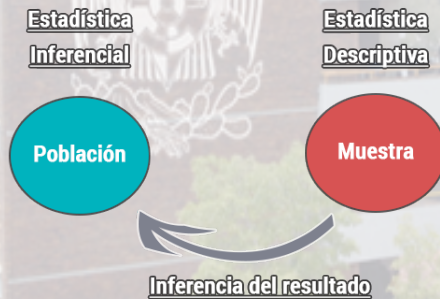 Estadística
Inferencial
Estadística
Descriptiva
Población
Muestra
Inferencia del resultado